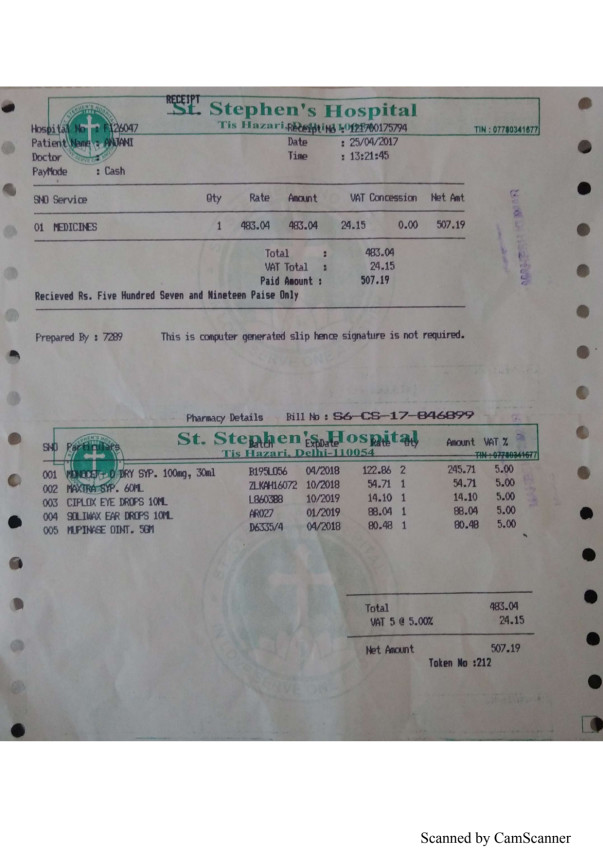 RECEIPT
St. Stephen's Hospital
Tis Hazari, Delhi-110054
TIN : 07780341677
Hospital No : F126047
Receipt No : 121700175794
Patient Name : ANJANI
Date : 25/04/2017
Doctor :
Time : 13:21:45
PayMode : Cash
SNO Service Qty Rate Amount VAT Concession Net Amt
01 MEDICINES 1 483.04 483.04 24.15 0.00 507.19
Total : 483.04
VAT Total : 24.15
Paid Amount : 507.19
Recieved Rs. Five Hundred Seven and Nineteen Paise Only
Prepared By : 7289 This is computer generated slip hence signature is not required.
Pharmacy Details Bill No : S6-CS-17-046899
St. Stephen's Hospital
Tis Hazari, Delhi-110054
TIN : 07780341677
SNO Particulars Batch ExpDate Rate Qty Amount VAT %
001 DRY SYP. 100mg, 30ml B195L056 04/2018 122.86 2 245.71 5.00
002 MAXTRA SYP. 60ML ZLKAH16072 10/2018 54.71 1 54.71 5.00
003 CIPLOX EYE DROPS 10ML L860388 10/2019 14.10 1 14.10 5.00
004 SOLIWAX EAR DROPS 10ML AR027 01/2019 88.04 1 88.04 5.00
005 MUPINASE OINT. 5GM D6335/4 04/2018 80.48 1 80.48 5.00
Total 483.04
VAT 5 @ 5.00% 24.15
Net Amount 507.19
Token No :212
Scanned by CamScanner